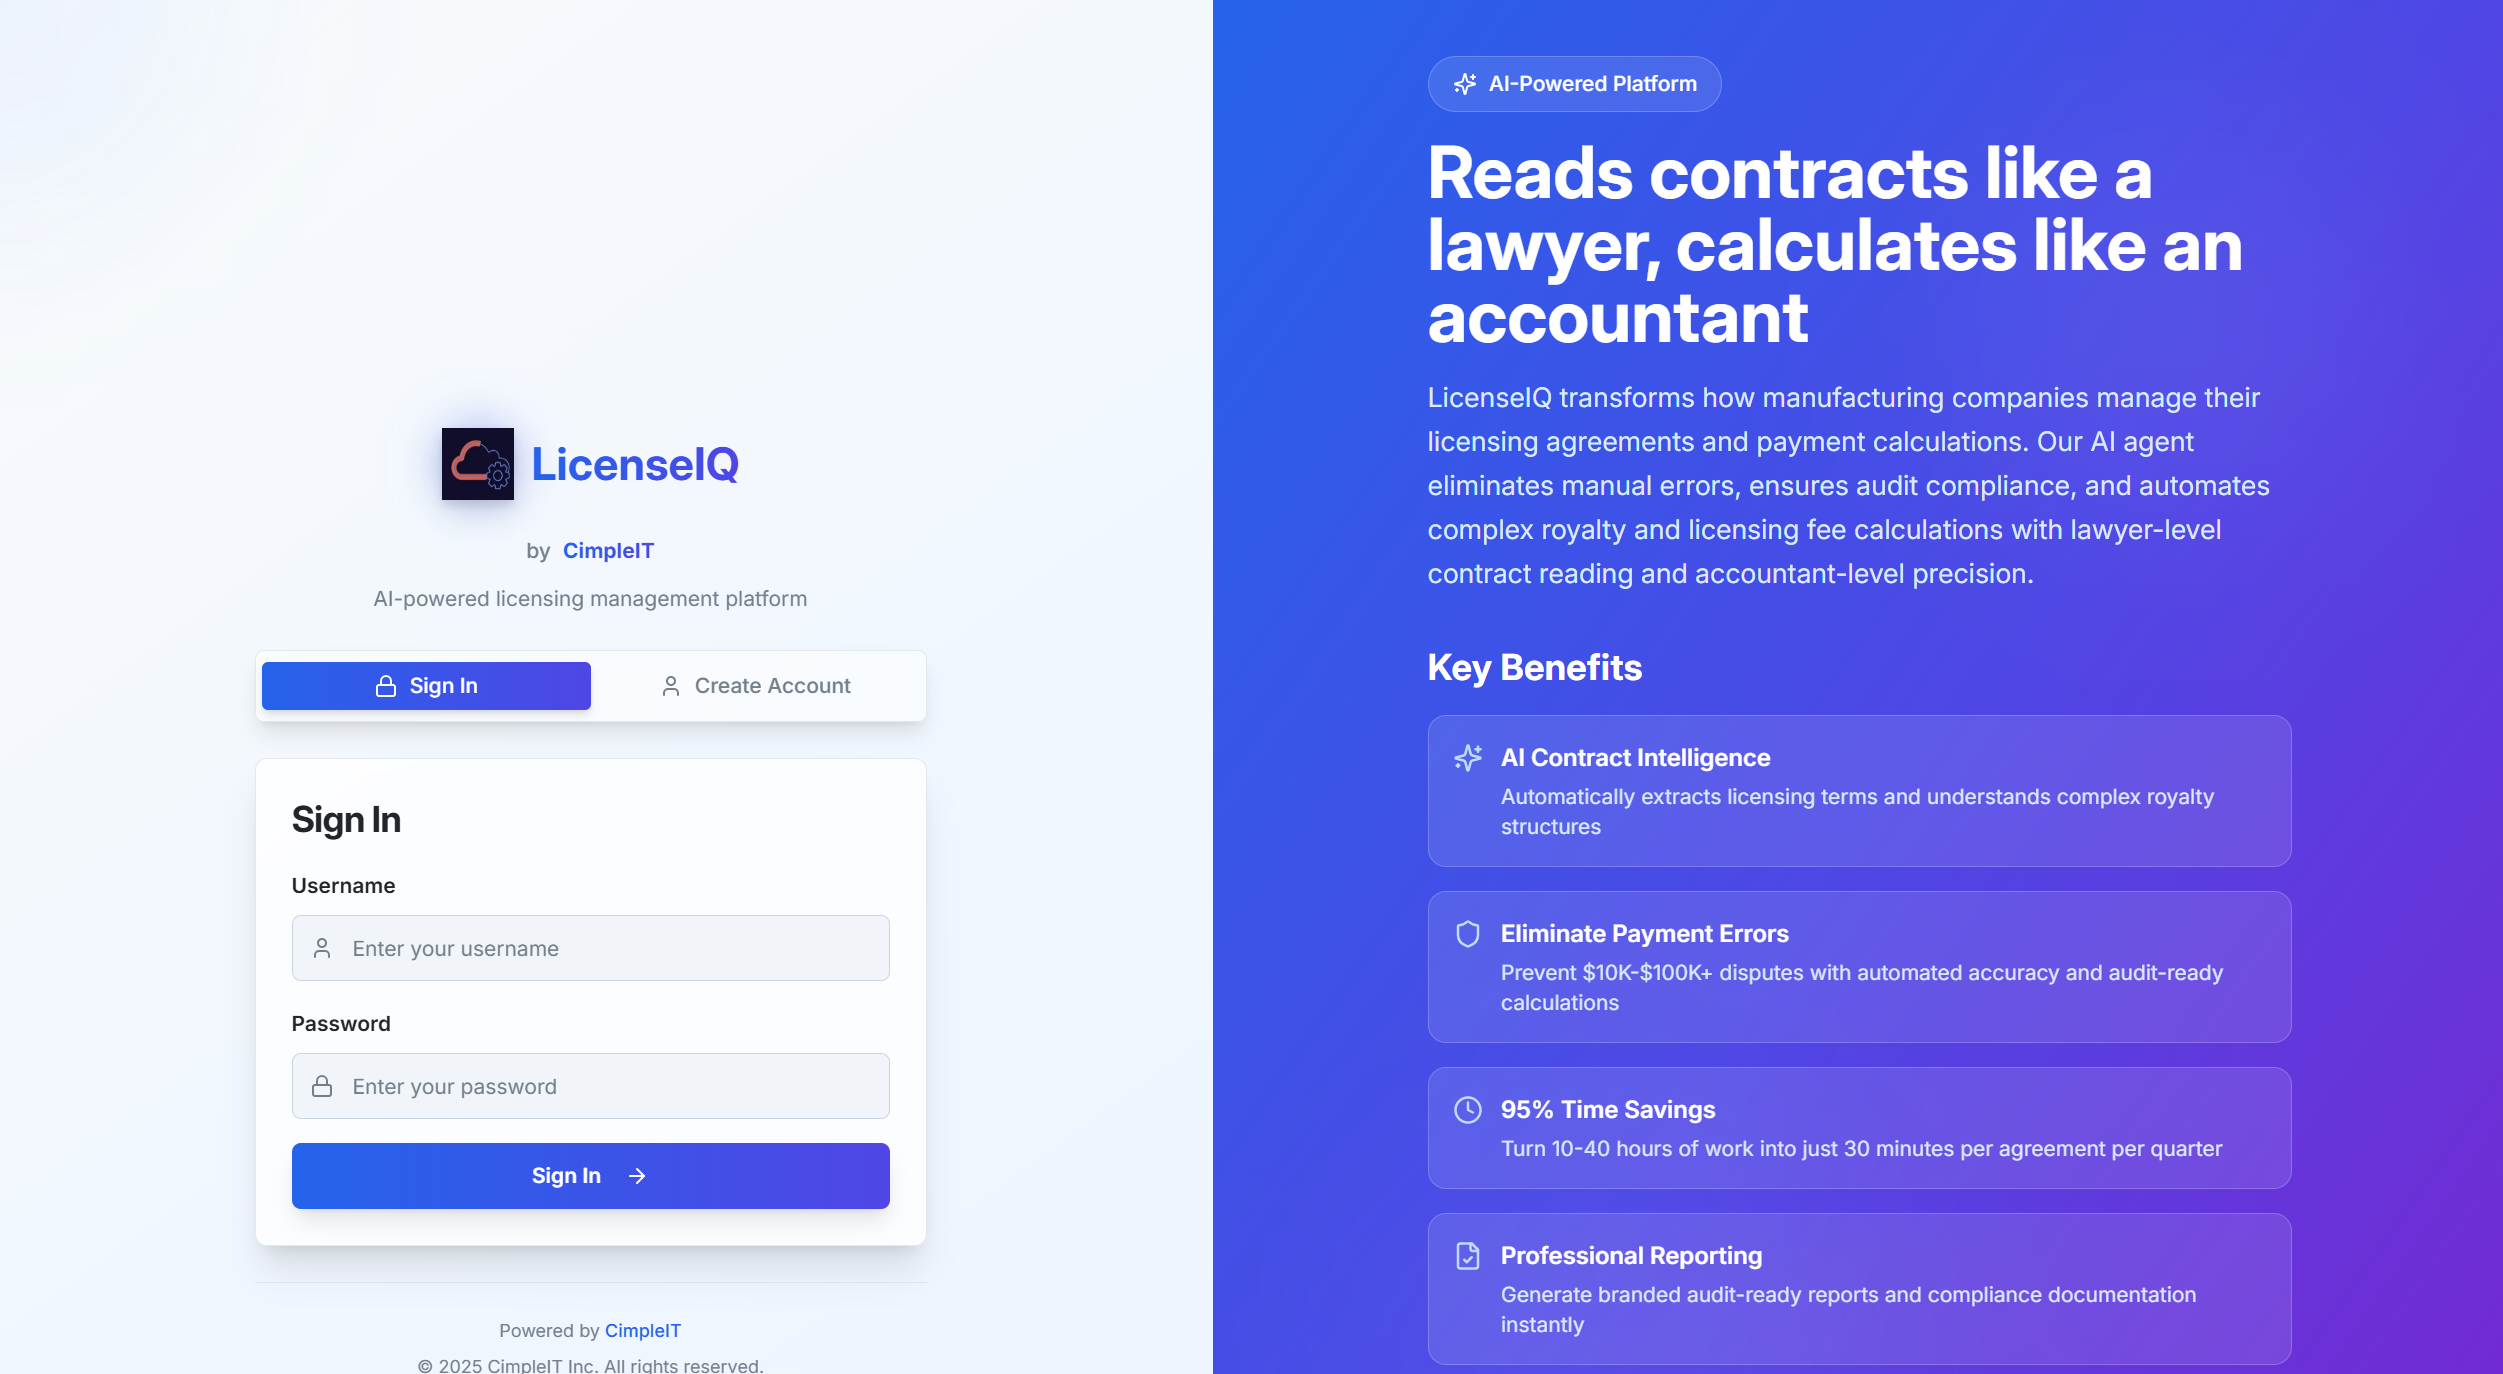 LicenseIQ
by CimpleIT
AI-powered licensing management platform
Sign In
Create Account
Sign In
Username
Enter your username
Password
Enter your password
Sign In
Powered by CimpleIT
© 2025 CimpleIT Inc. All rights reserved.
AI-Powered Platform
Reads contracts like a
lawyer, calculates like an
accountant
LicenseIQ transforms how manufacturing companies manage their
licensing agreements and payment calculations. Our AI agent
eliminates manual errors, ensures audit compliance, and automates
complex royalty and licensing fee calculations with lawyer-level
contract reading and accountant-level precision.
Key Benefits
AI Contract Intelligence
Automatically extracts licensing terms and understands complex royalty
structures
Eliminate Payment Errors
Prevent $10K-$100K+ disputes with automated accuracy and audit-ready
calculations
95% Time Savings
Turn 10-40 hours of work into just 30 minutes per agreement per quarter
Professional Reporting
Generate branded audit-ready reports and compliance documentation
instantly